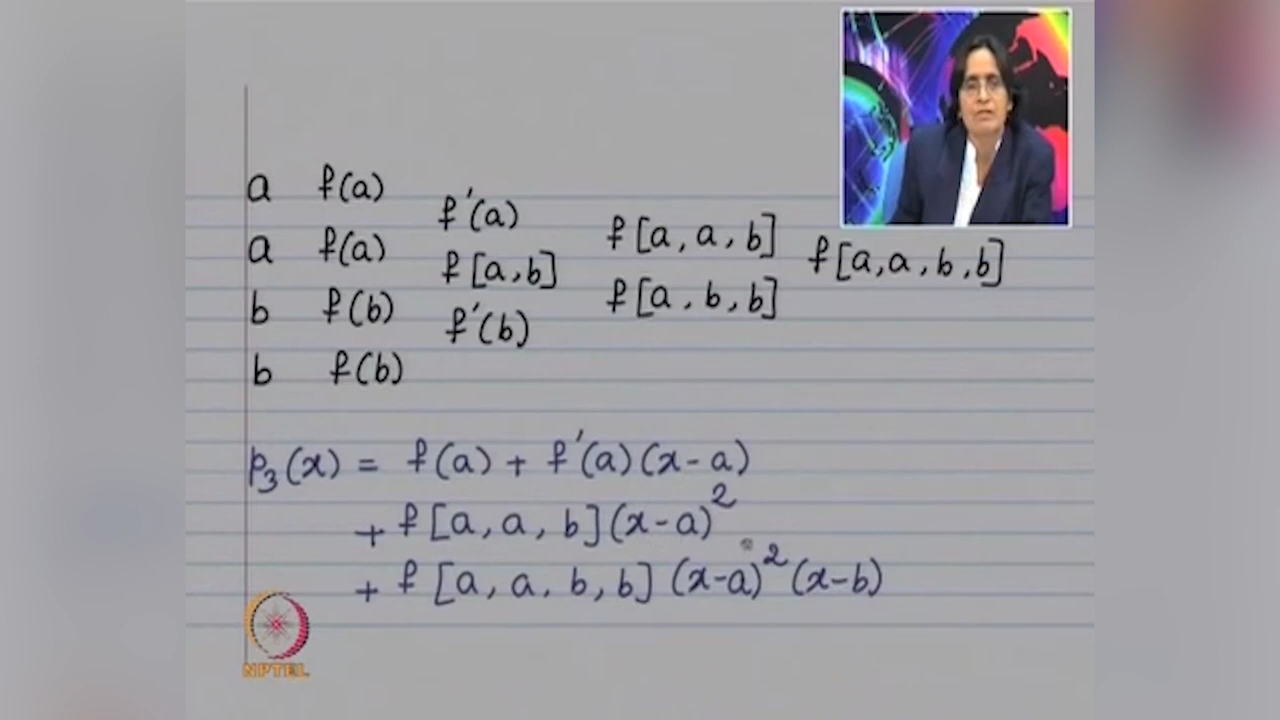 a f(a)
f'(a)
a f(a) f[a, a, b]
f[a, b] f[a, a, b, b]
b f(b) f[a, b, b]
f'(b)
b f(b)
p₃(x) = f(a) + f'(a)(x-a)
+ f[a, a, b](x-a)²
+ f[a, a, b, b](x-a)²(x-b)
NPTEL